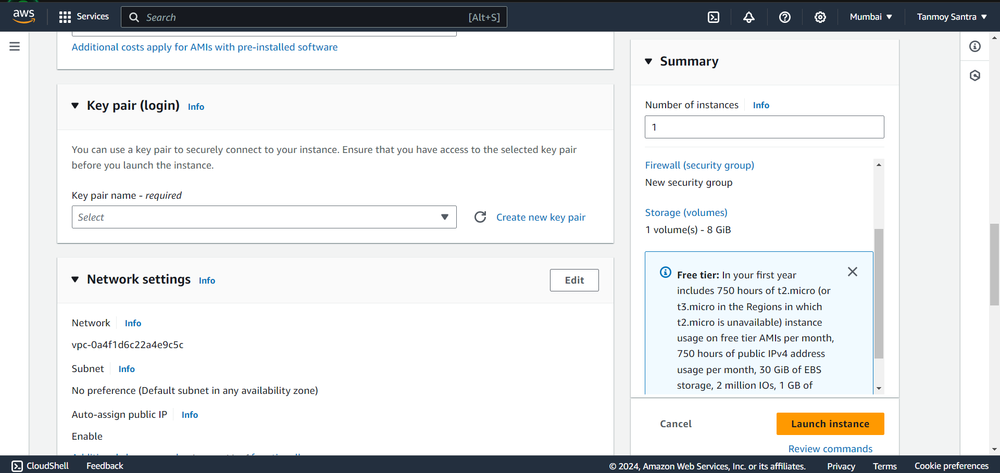 aws
Services
Search
[Alt+S]
Mumbai
Tanmoy Santra
Additional costs apply for AMIs with pre-installed software
Key pair (login)
Info
You can use a key pair to securely connect to your instance. Ensure that you have access to the selected key pair
before you launch the instance.
Key pair name - required
Select
Create new key pair
Network settings
Info
Edit
Network
Info
vpc-0a4f1d6c22a4e9c5c
Subnet
Info
No preference (Default subnet in any availability zone)
Auto-assign public IP
Info
Enable
Summary
Number of instances
Info
1
Firewall (security group)
New security group
Storage (volumes)
1 volume(s) - 8 GiB
Free tier: In your first year
includes 750 hours of t2.micro (or
t3.micro in the Regions in which
t2.micro is unavailable) instance
usage on free tier AMIs per month,
750 hours of public IPv4 address
usage per month, 30 GiB of EBS
storage, 2 million IOs, 1 GB of
Cancel
Launch instance
Review commands
CloudShell
Feedback
© 2024, Amazon Web Services, Inc. or its affiliates.
Privacy
Terms
Cookie preferences